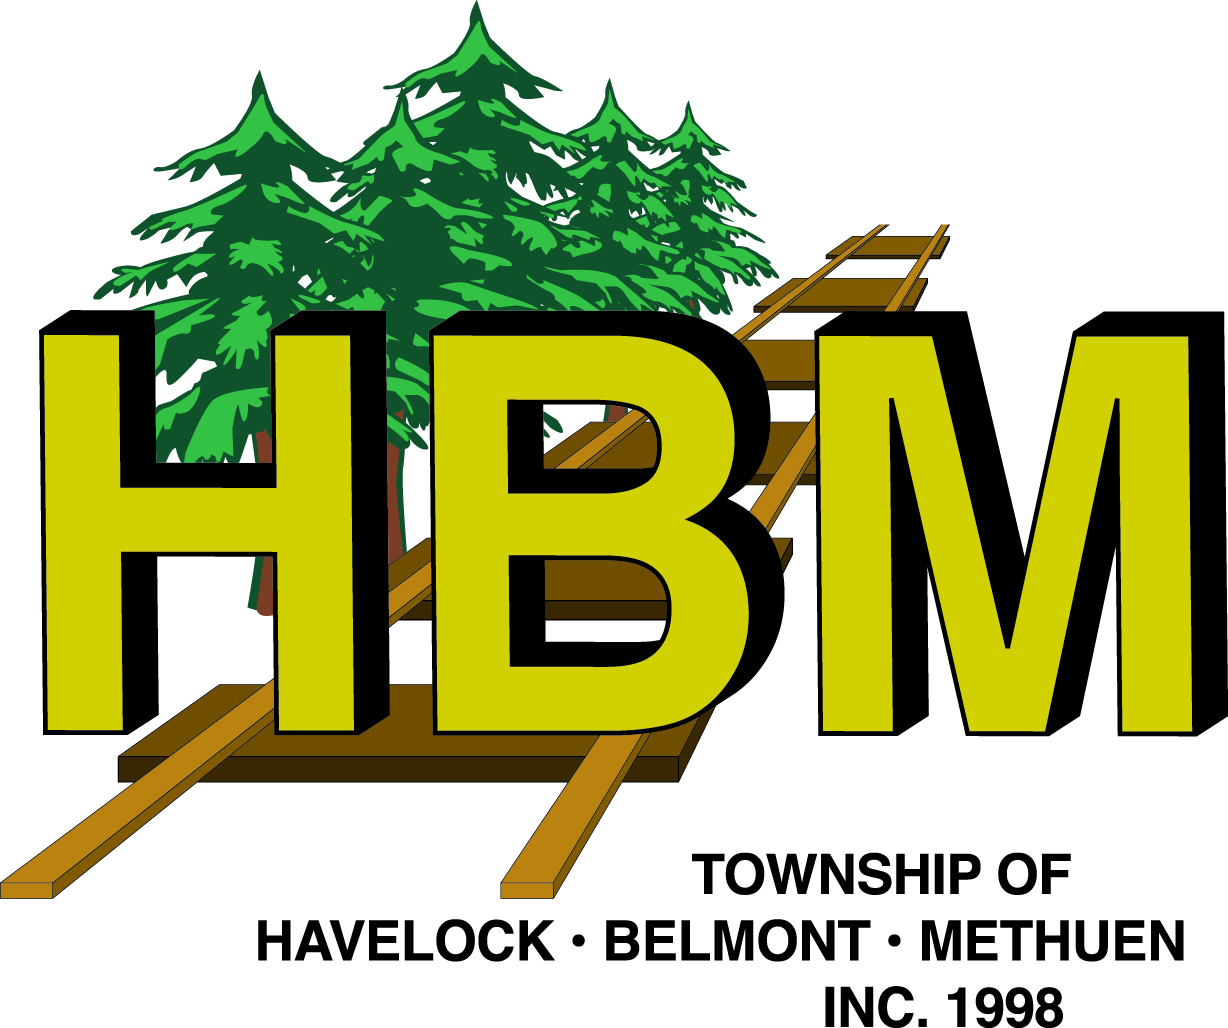 HBM
TOWNSHIP OF
HAVELOCK • BELMONT • METHUEN
INC. 1998